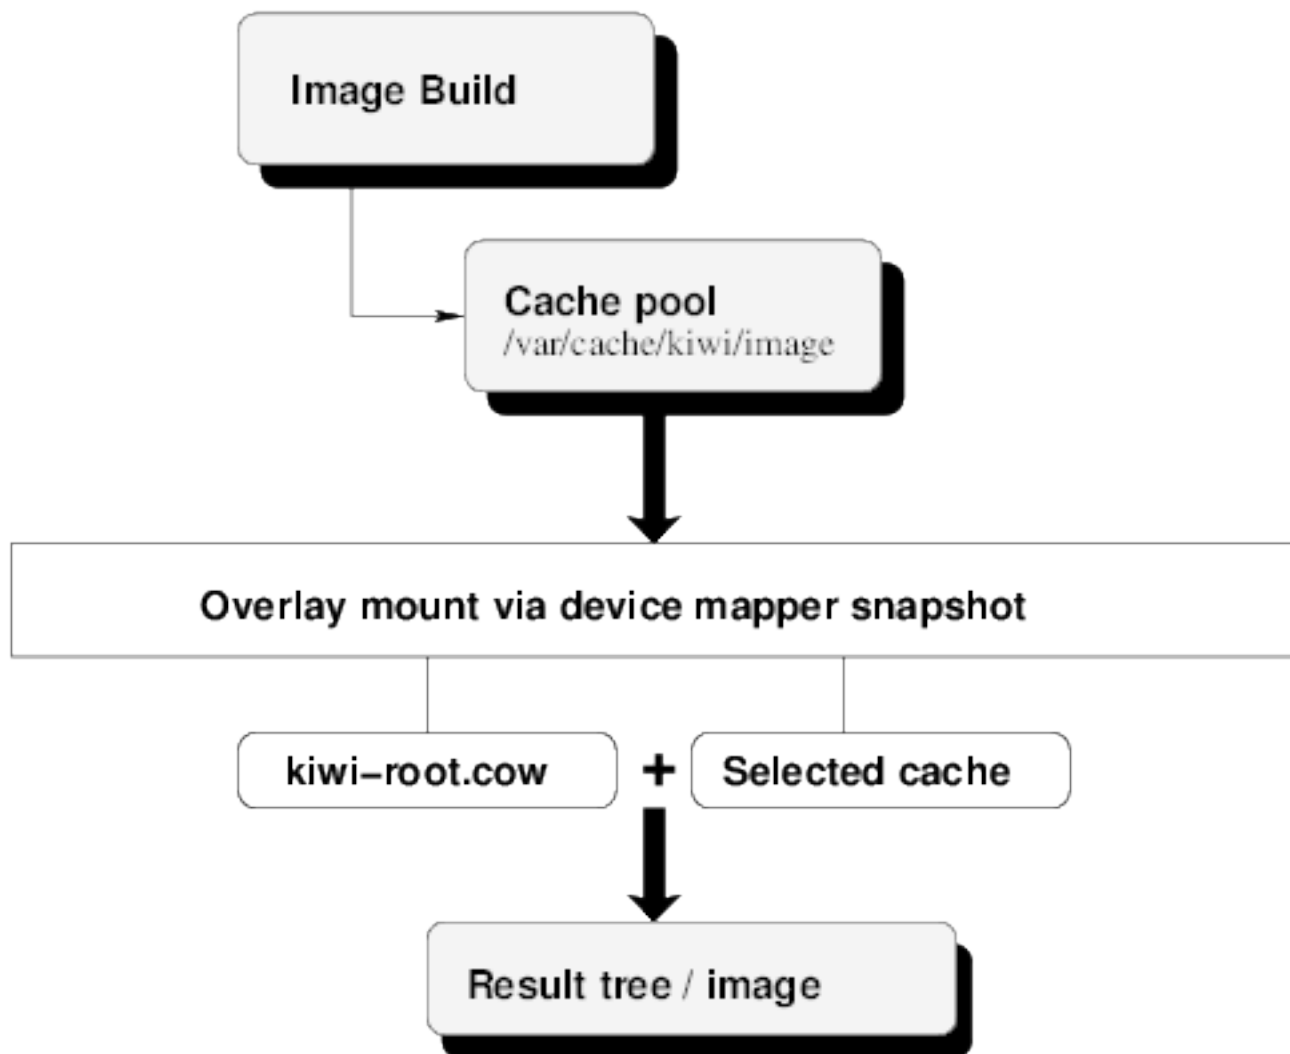 Image Build
Cache pool
/var/cache/kiwi/image
Overlay mount via device mapper snapshot
kiwi–root.cow + Selected cache
Result tree / image